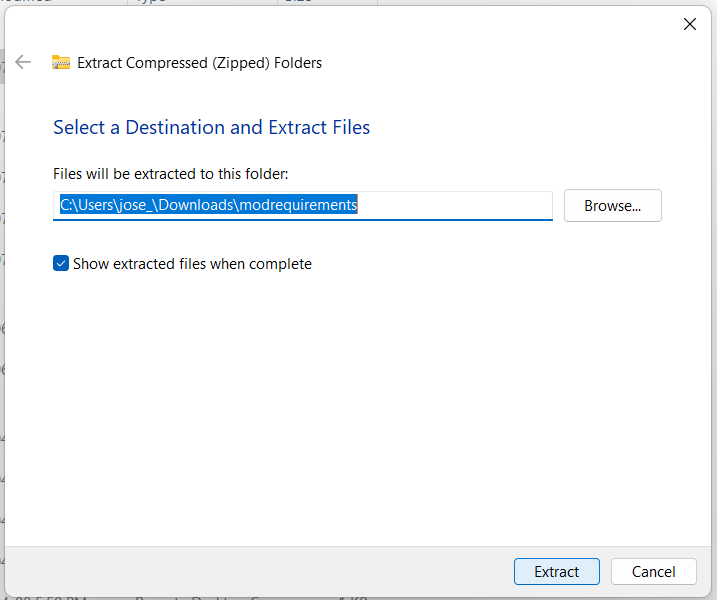 Type
Extract Compressed (Zipped) Folders
Select a Destination and Extract Files
Files will be extracted to this folder:
C:\Users\jose_\Downloads\modrequirements
Browse...
Show extracted files when complete
Extract
Cancel